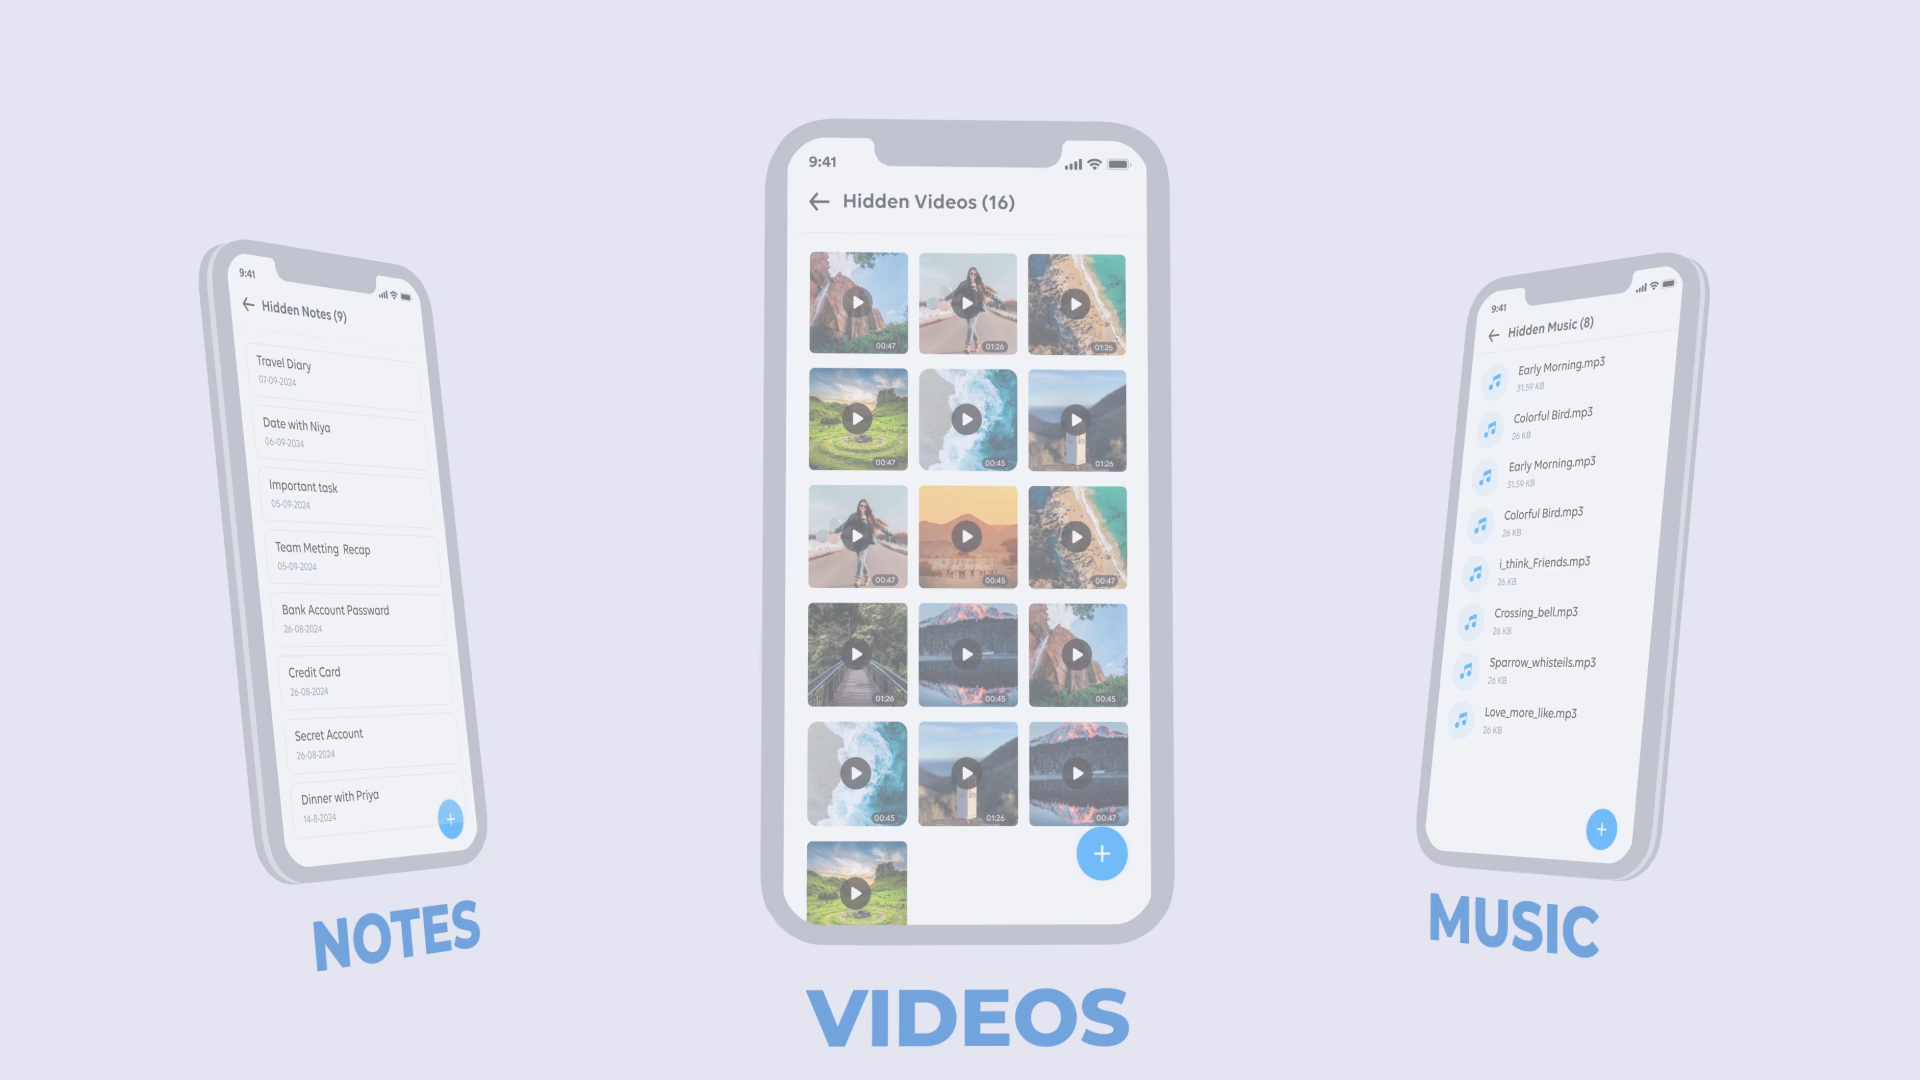 9:41
Hidden Notes (9)
Travel Diary
07-09-2024
Date with Niya
06-09-2024
Important task
05-09-2024
Team Metting Recap
05-09-2024
Bank Account Passward
26-08-2024
Credit Card
26-08-2024
Secret Account
26-08-2024
Dinner with Priya
14-8-2024
NOTES
9:41
Hidden Videos (16)
00:47 01:26 01:26
00:47 00:45 01:26
00:47 00:45 00:47
01:26 00:45 00:45
00:45 01:26 00:47
VIDEOS
9:41
Hidden Music (8)
Early Morning.mp3
31.59 KB
Colorful Bird.mp3
26 KB
Early Morning.mp3
31.59 KB
Colorful Bird.mp3
26 KB
i_think_Friends.mp3
26 KB
Crossing_bell.mp3
26 KB
Sparrow_whisteils.mp3
26 KB
Love_more_like.mp3
26 KB
MUSIC